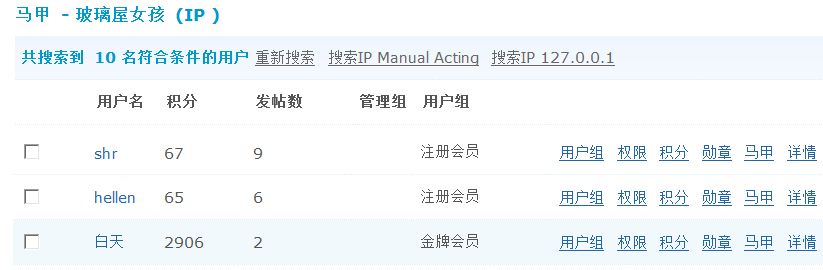 马甲 - 玻璃屋女孩 (IP )
共搜索到 10 名符合条件的用户 重新搜索 搜索IP Manual Acting 搜索IP 127.0.0.1
用户名 积分 发帖数 管理组 用户组
shr 67 9 注册会员 用户组 权限 积分 勋章 马甲 详情
hellen 65 6 注册会员 用户组 权限 积分 勋章 马甲 详情
白天 2906 2 金牌会员 用户组 权限 积分 勋章 马甲 详情